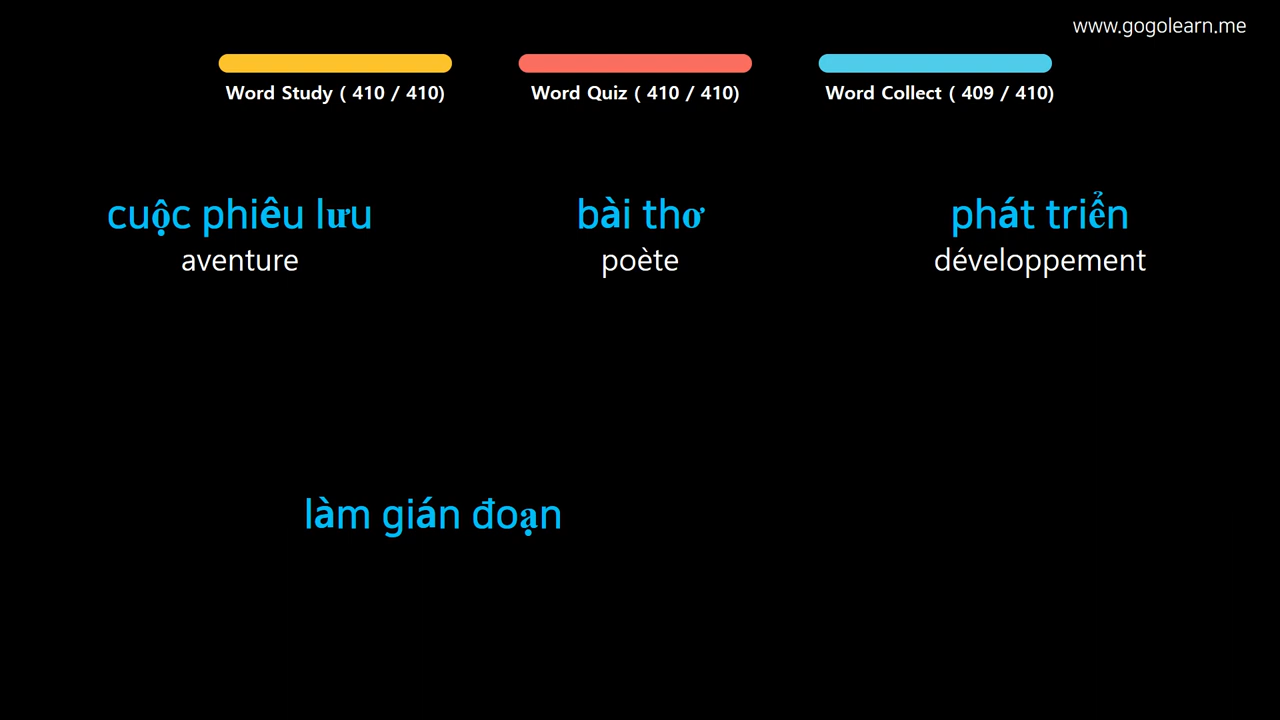 www.gogolearn.me
Word Study ( 410 / 410)
Word Quiz ( 410 / 410)
Word Collect ( 409 / 410)
cuộc phiêu lưu
aventure
bài thơ
poète
phát triển
développement
làm gián đoạn